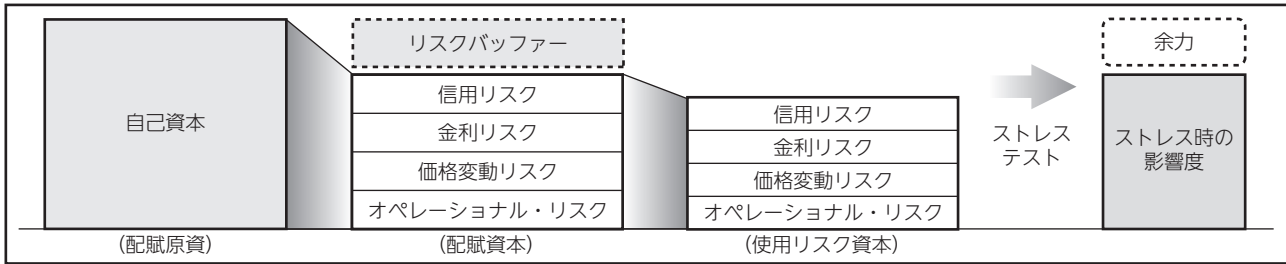 自己資本
(配賦原資)
リスクバッファー
信用リスク
金利リスク
価格変動リスク
オペレーショナル・リスク
(配賦資本)
信用リスク
金利リスク
価格変動リスク
オペレーショナル・リスク
(使用リスク資本)
ストレス
テスト
余力
ストレス時の
影響度